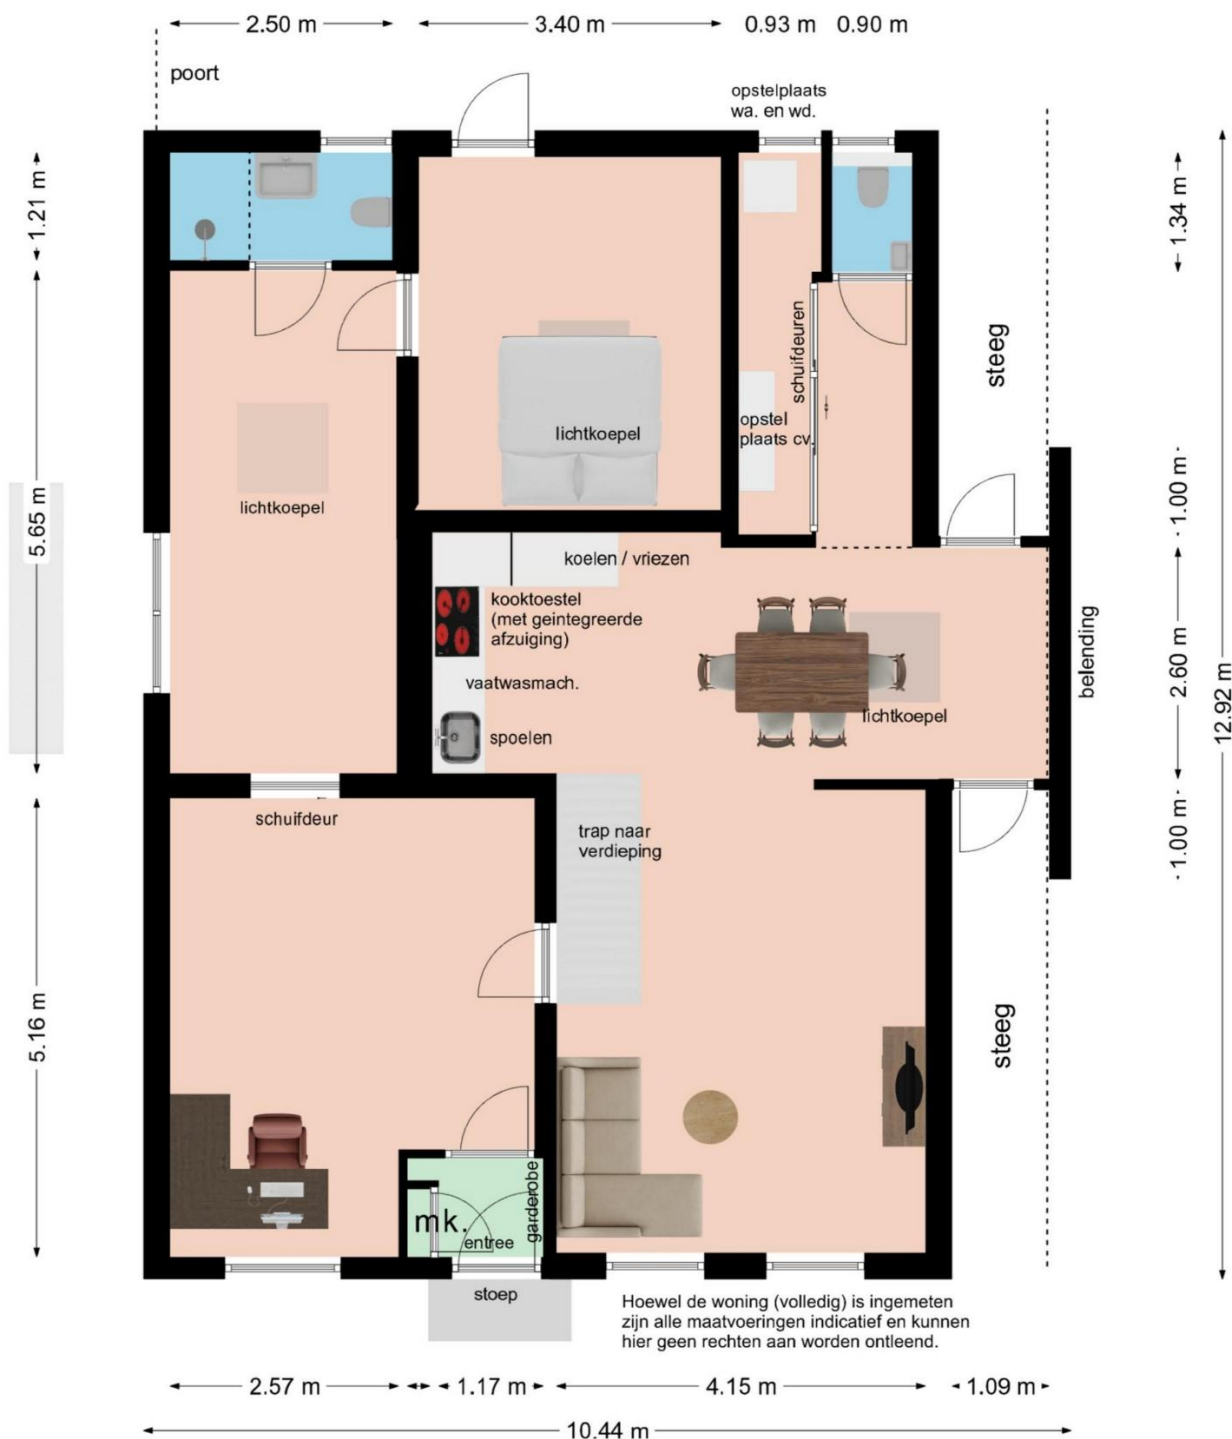 2.50 m
3.40 m
0.93 m
0.90 m
poort
opstelplaats
wa. en wd.
1.21 m
1.34 m
steeg
schuifdeuren
lichtkoepel
opstel
plaats cv.
lichtkoepel
5.65 m
1.00 m
koelen / vriezen
kooktoestel
(met geintegreerde
afzuiging)
belending
2.60 m
12.92 m
vaatwasmach.
lichtkoepel
spoelen
schuifdeur
trap naar
verdieping
1.00 m
5.16 m
steeg
garderobe
mk.
entree
stoep
Hoewel de woning (volledig) is ingemeten
zijn alle maatvoeringen indicatief en kunnen
hier geen rechten aan worden ontleend.
2.57 m
1.17 m
4.15 m
1.09 m
10.44 m